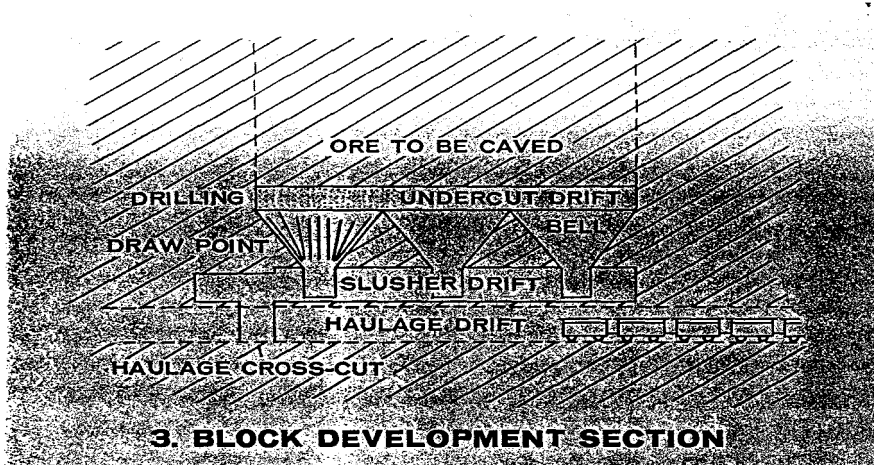 ORE TO BE CAVED
DRILLING
UNDERCUT DRIFT
DRAW POINT
BELL
SLUSHER DRIFT
HAULAGE DRIFT
HAULAGE CROSS-CUT
3. BLOCK DEVELOPMENT SECTION